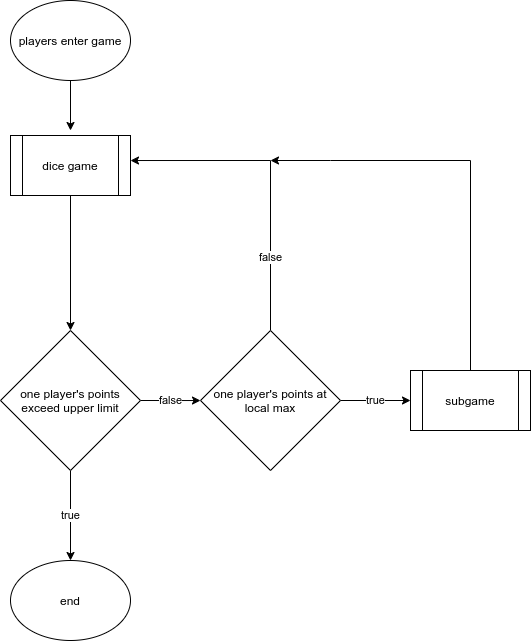 players enter game
dice game
false
one player's points
exceed upper limit
false
one player's points at
local max
true
subgame
true
end